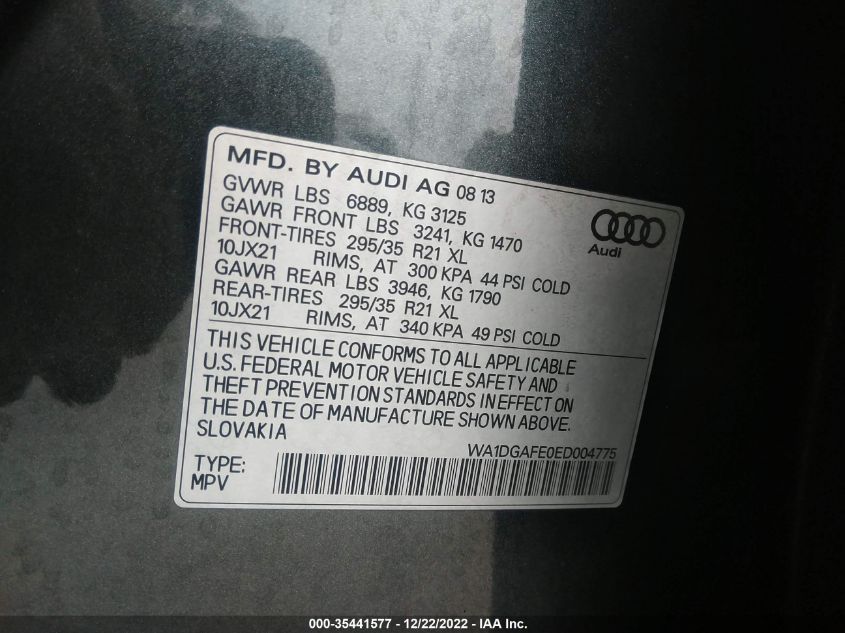 MFD. BY AUDI AG 08 13
GVWR LBS 6889, KG 3125
GAWR FRONT LBS 3241, KG 1470
FRONT-TIRES 295/35 R21 XL
10JX21 RIMS, AT 300 KPA 44 PSI COLD
GAWR REAR LBS 3946, KG 1790
REAR-TIRES 295/35 R21 XL
10JX21 RIMS, AT 340 KPA 49 PSI COLD
Audi
THIS VEHICLE CONFORMS TO ALL APPLICABLE
U.S. FEDERAL MOTOR VEHICLE SAFETY AND
THEFT PREVENTION STANDARDS IN EFFECT ON
THE DATE OF MANUFACTURE SHOWN ABOVE.
SLOVAKIA
WA1DGAFE0ED004775
TYPE:
MPV
000-35441577 - 12/22/2022 - IAA Inc.